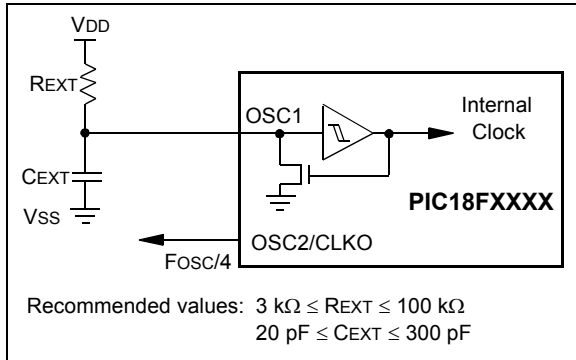 VDD
REXT
OSC1
Internal
Clock
CEXT
PIC18FXXXX
VSS
OSC2/CLKO
FOSC/4
Recommended values: 3 kΩ ≤ REXT ≤ 100 kΩ
20 pF ≤ CEXT ≤ 300 pF